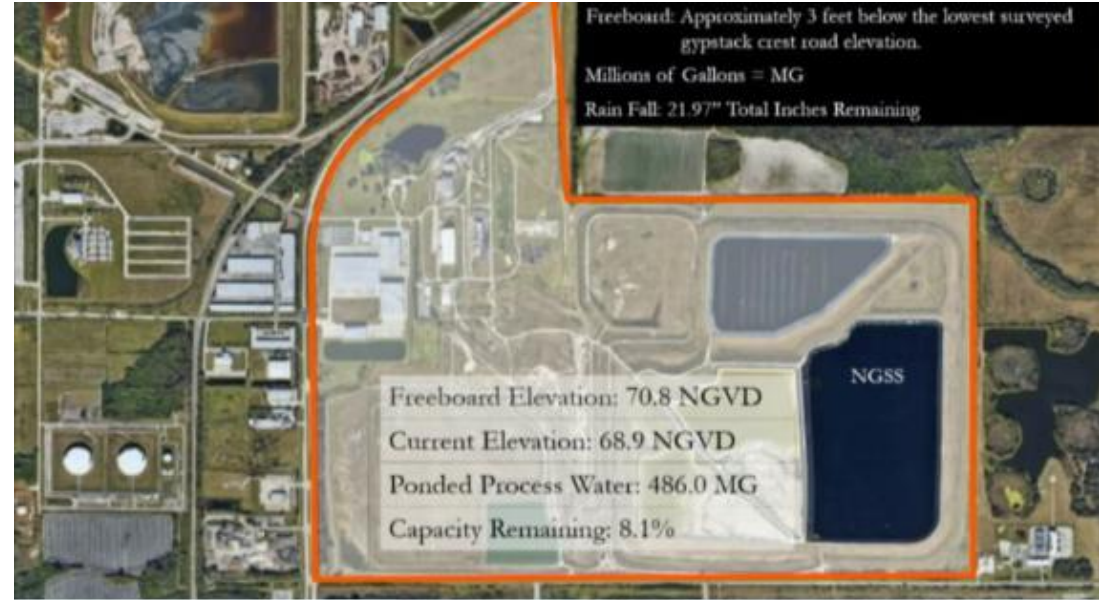 Freeboard: Approximately 3 feet below the lowest surveyed
gypstack crest road elevation.
Millions of Gallons = MG
Rain Fall: 21.97" Total Inches Remaining
NGSS
Freeboard Elevation: 70.8 NGVD
Current Elevation: 68.9 NGVD
Ponded Process Water: 486.0 MG
Capacity Remaining: 8.1%